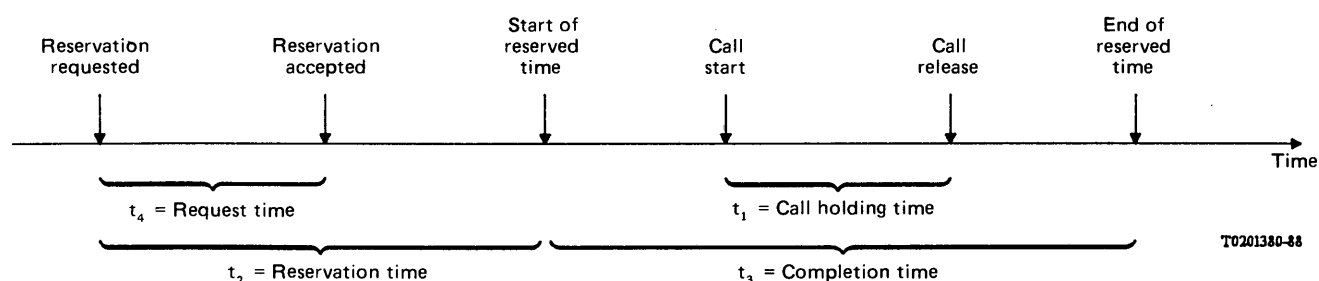 Reservation
requested
Reservation
accepted
Start of
reserved
time
Call
start
Call
release
End of
reserved
time
Time
t4 = Request time
t1 = Call holding time
t2 = Reservation time
t3 = Completion time
T0201380-88